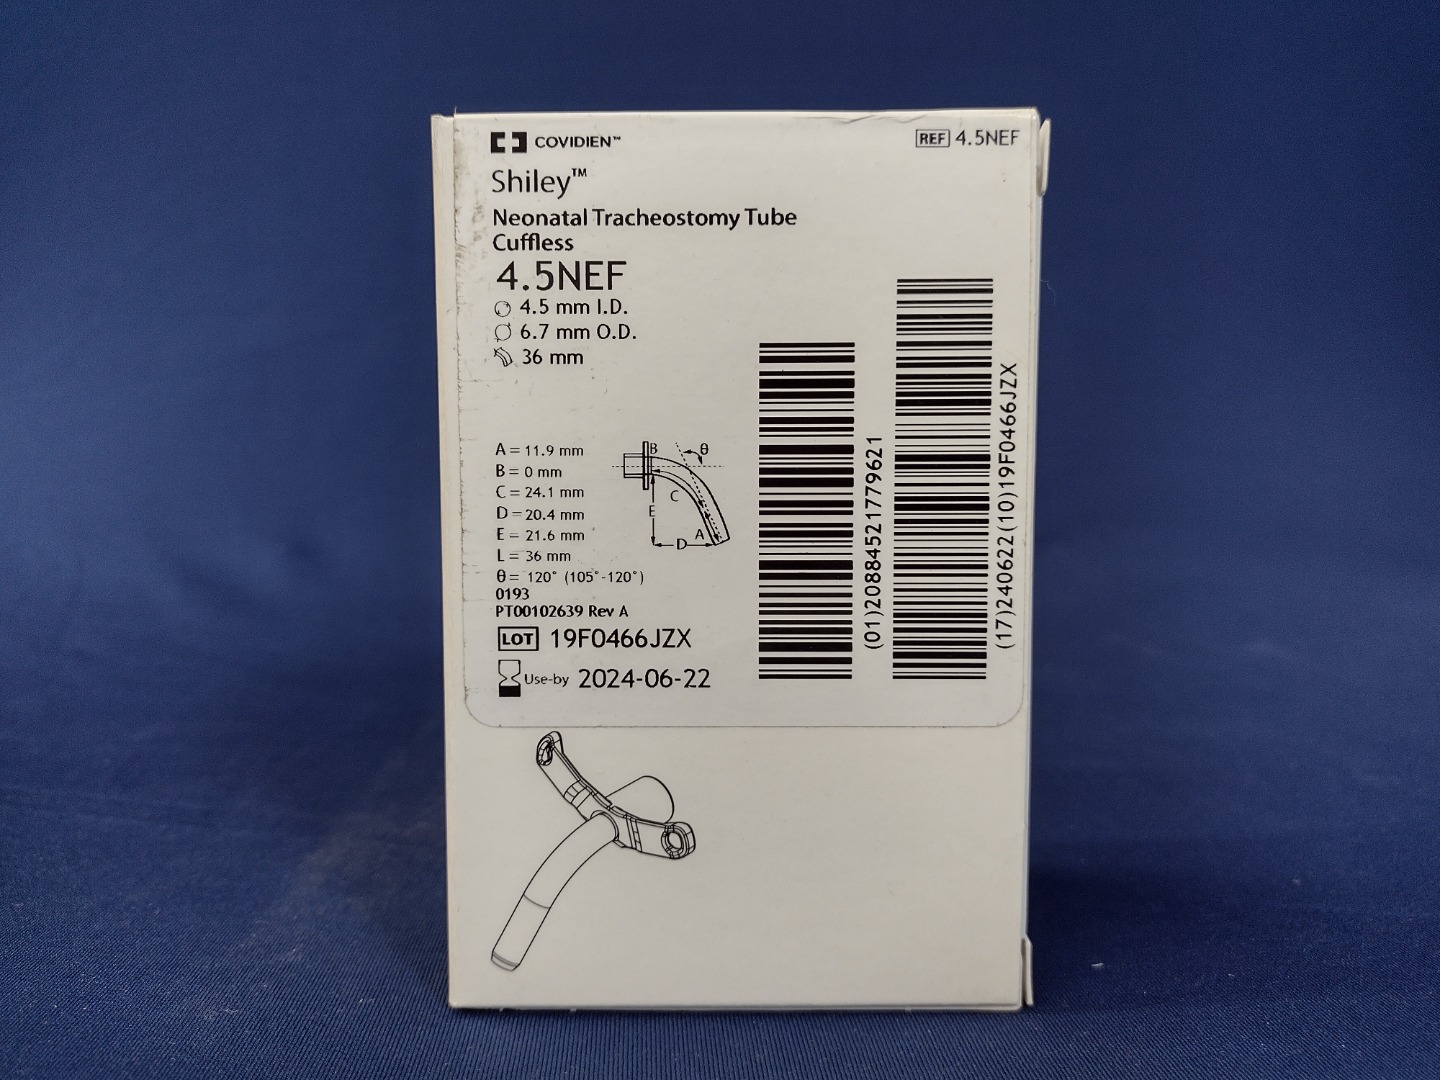 COVIDIEN™
REF 4.5NEF
Shiley™
Neonatal Tracheostomy Tube
Cuffless
4.5NEF
4.5 mm I.D.
6.7 mm O.D.
36 mm
A = 11.9 mm
B = 0 mm
C = 24.1 mm
D = 20.4 mm
E = 21.6 mm
L = 36 mm
θ = 120° (105°-120°)
0193
PT00102639 Rev A
LOT 19F0466JZX
Use-by 2024-06-22
B
θ
C
E
A
D
(01)20884521779621
(17)240622(10)19F0466JZX